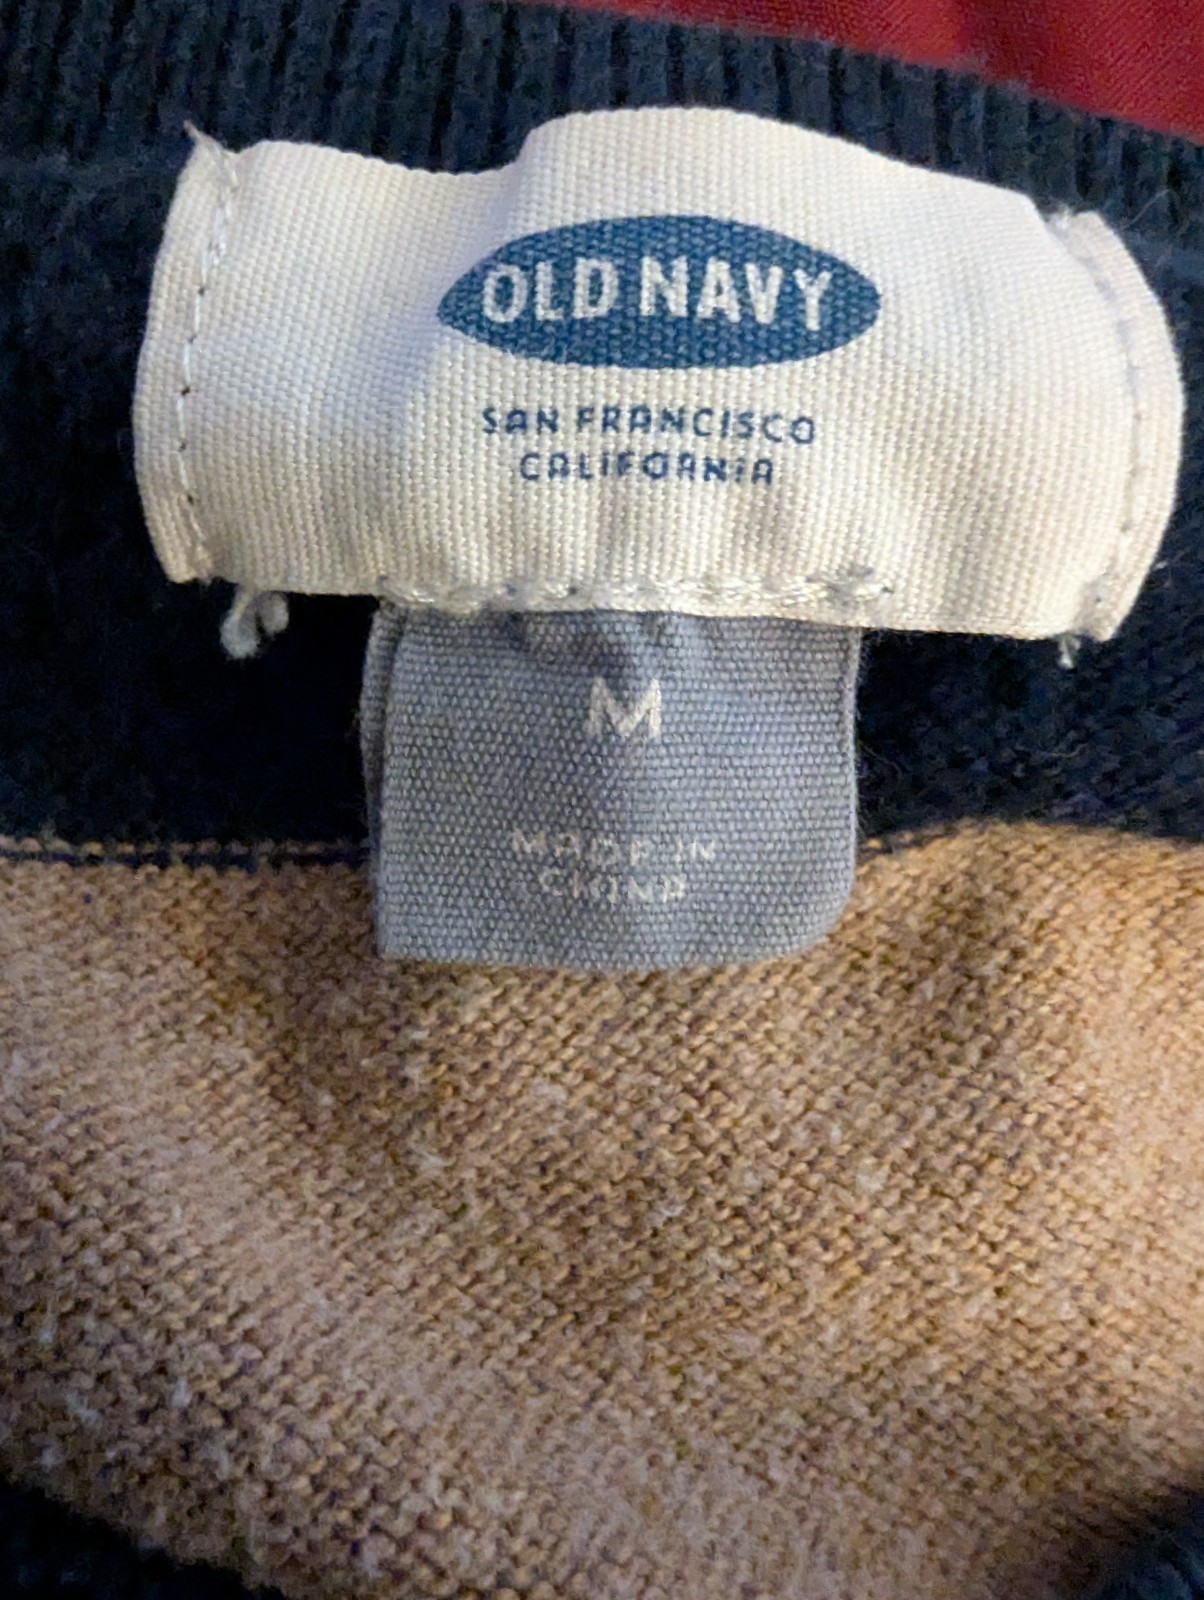 OLD NAVY
SAN FRANCISCO
CALIFORNIA
M
MADE IN
CHINA